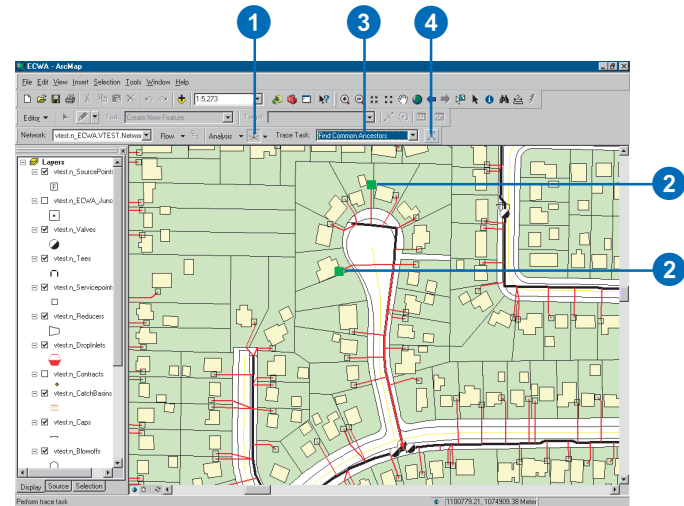 1
3
4
ECWA - ArcMap
File Edit View Insert Selection Tools Window Help
1:5,273
Editor Task: Create New Feature Target:
Network: vtest.n_ECWA:VTEST.Networ Flow Analysis Trace Task: Find Common Ancestors
Layers
vtest.n_SourcePoints
vtest.n_ECWA_Junc
vtest.n_Valves
vtest.n_Tees
vtest.n_Servicepoint
vtest.n_Reducers
vtest.n_DropInlets
vtest.n_Contracts
vtest.n_CatchBasins
vtest.n_Caps
vtest.n_Blowoffs
2
2
Display Source Selection
Perform trace task
1100779.21, 1074909.38 Meter